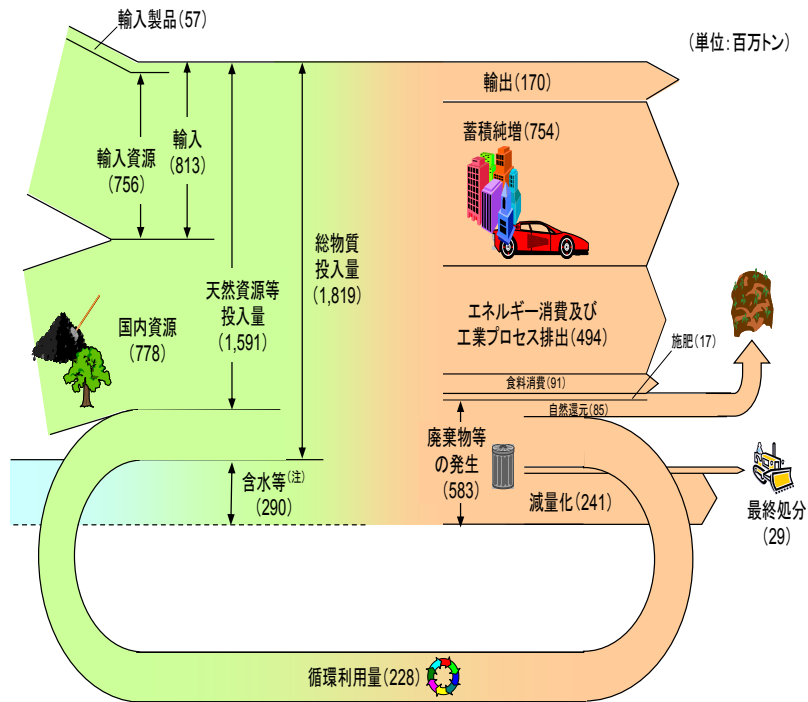 輸入製品(57)
(単位:百万トン)
輸入資源
(756)
輸入
(813)
国内資源
(778)
天然資源等
投入量
(1,591)
総物質
投入量
(1,819)
含水等(注)
(290)
輸出(170)
蓄積純増(754)
エネルギー消費及び
工業プロセス排出(494)
食料消費(91)
施肥(17)
自然還元(85)
廃棄物等
の発生
(583)
減量化(241)
最終処分
(29)
循環利用量(228)